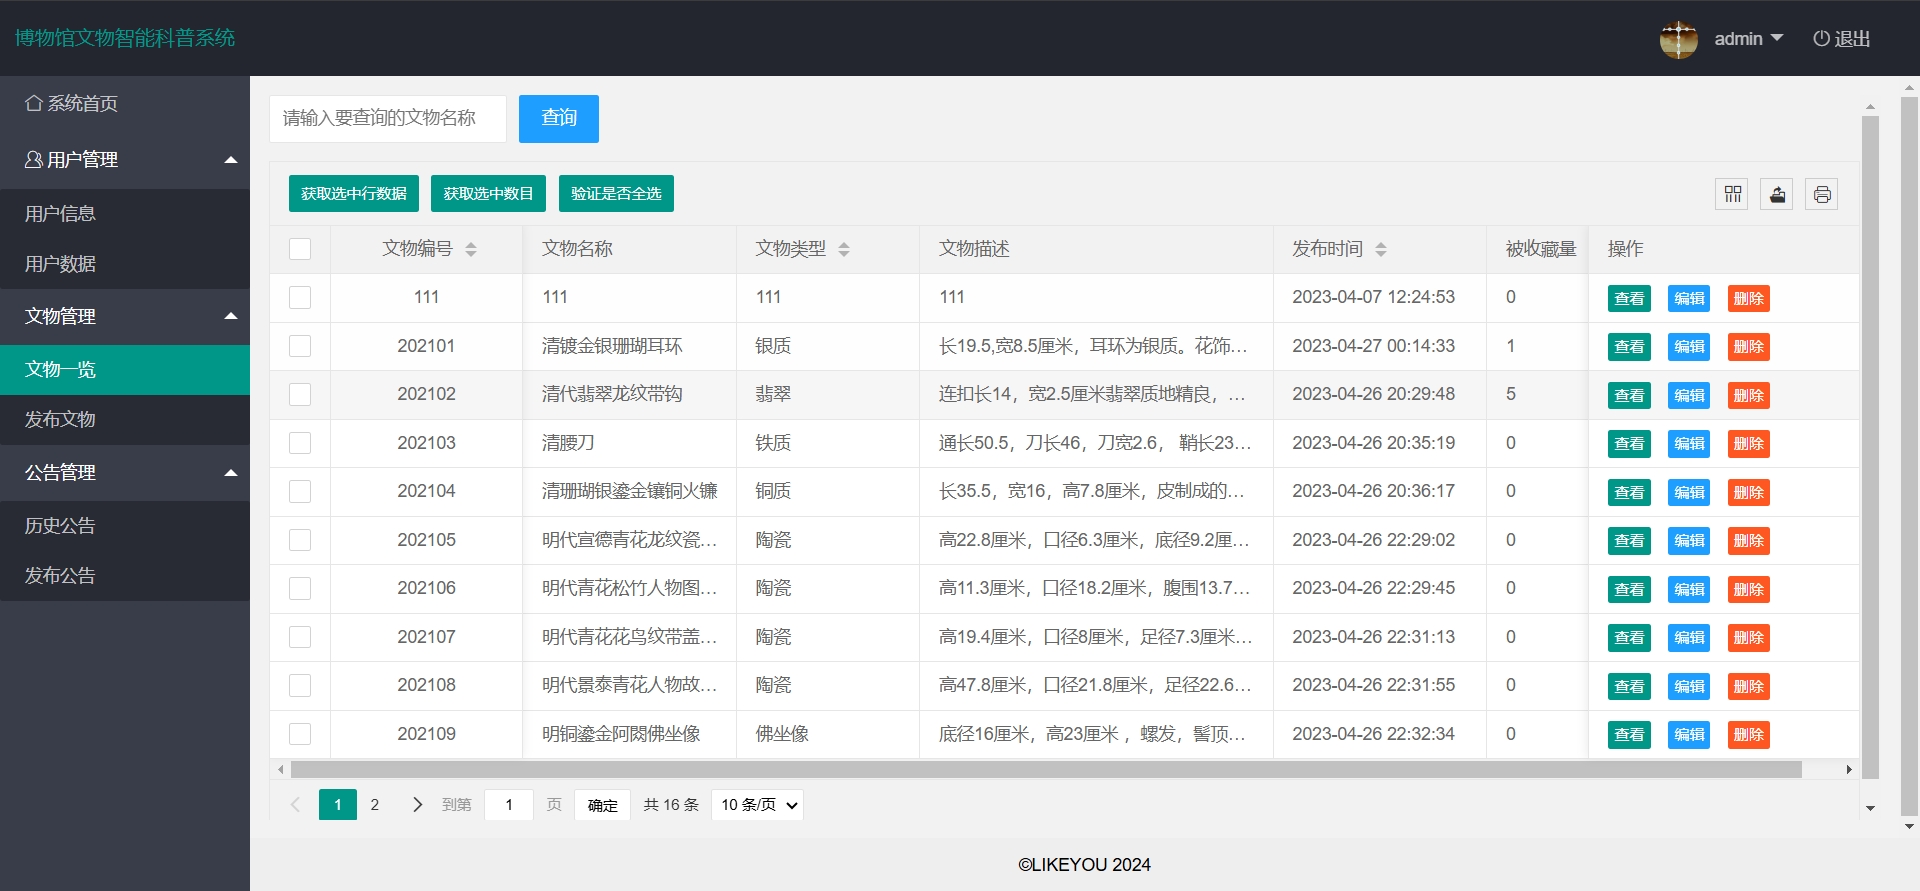 博物馆文物智能科普系统
admin
退出
系统首页
用户管理
用户信息
用户数据
文物管理
文物一览
发布文物
公告管理
历史公告
发布公告
请输入要查询的文物名称 查询
获取选中行数据 获取选中数目 验证是否全选
文物编号 文物名称 文物类型 文物描述 发布时间 被收藏量 操作
111 111 111 111 2023-04-07 12:24:53 0 查看 编辑 删除
202101 清镀金银珊瑚耳环 银质 长19.5,宽8.5厘米，耳环为银质。花饰… 2023-04-27 00:14:33 1 查看 编辑 删除
202102 清代翡翠龙纹带钩 翡翠 连扣长14，宽2.5厘米翡翠质地精良，… 2023-04-26 20:29:48 5 查看 编辑 删除
202103 清腰刀 铁质 通长50.5，刀长46，刀宽2.6， 鞘长23… 2023-04-26 20:35:19 0 查看 编辑 删除
202104 清珊瑚银鎏金镶铜火镰 铜质 长35.5，宽16，高7.8厘米，皮制成的… 2023-04-26 20:36:17 0 查看 编辑 删除
202105 明代宣德青花龙纹瓷… 陶瓷 高22.8厘米，口径6.3厘米，底径9.2厘… 2023-04-26 22:29:02 0 查看 编辑 删除
202106 明代青花松竹人物图… 陶瓷 高11.3厘米，口径18.2厘米，腹围13.7… 2023-04-26 22:29:45 0 查看 编辑 删除
202107 明代青花花鸟纹带盖… 陶瓷 高19.4厘米，口径8厘米，足径7.3厘米… 2023-04-26 22:31:13 0 查看 编辑 删除
202108 明代景泰青花人物故… 陶瓷 高47.8厘米，口径21.8厘米，足径22.6… 2023-04-26 22:31:55 0 查看 编辑 删除
202109 明铜鎏金阿閦佛坐像 佛坐像 底径16厘米，高23厘米 ，螺发，髻顶… 2023-04-26 22:32:34 0 查看 编辑 删除
1 2 到第 1 页 确定 共 16 条 10 条/页
©LIKEYOU 2024